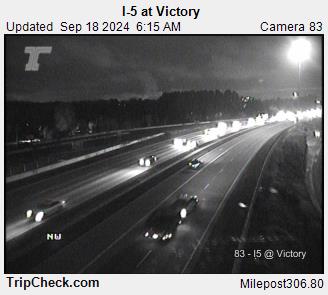 I-5 at Victory
Updated  Sep 18 2024  6:15 AM
Camera 83
T
NW
83 - I5 @ Victory
TripCheck.com
Milepost306.80